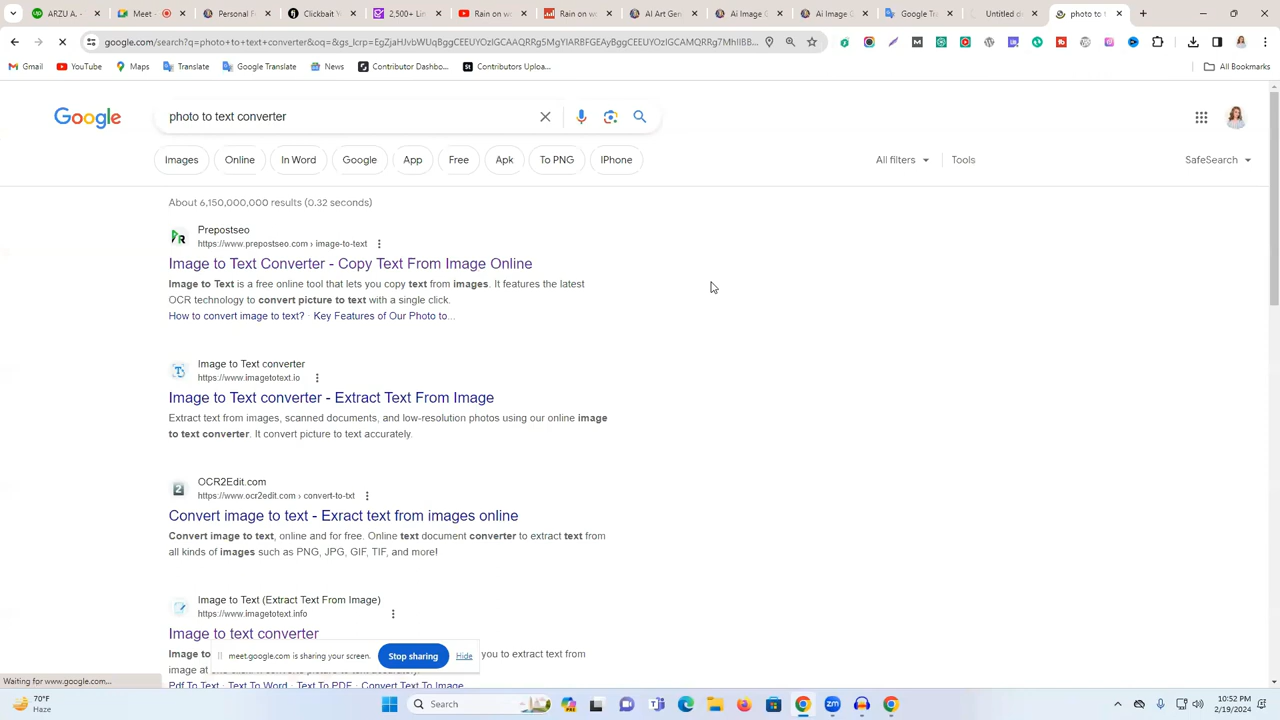 ARZU A. -
Meet -
Personal F
Clickbait V
2,500+ Lin
Rain on wo
Rain on wo
AI Art Gen
Image G
AI Image G
Google Tra
Untitled de
photo to t
google.com/search?q=photo+to+text+converter&cq=&gs_lcrp=
Gmail
YouTube
Maps
Translate
Google Translate
News
Contributor Dashbo...
Contributors Uploa...
All Bookmarks
Google
photo to text converter
Images
Online
In Word
Google
App
Free
Apk
To PNG
IPhone
All filters
Tools
SafeSearch
About 6,150,000,000 results (0.32 seconds)
Prepostseo
https://www.prepostseo.com › image-to-text
Image to Text Converter - Copy Text From Image Online
Image to Text is a free online tool that lets you copy text from images. It features the latest
OCR technology to convert picture to text with a single click.
How to convert image to text? · Key Features of Our Photo to...
Image to Text converter
https://www.imagetotext.io
Image to Text converter - Extract Text From Image
Extract text from images, scanned documents, and low-resolution photos using our online image
to text converter. It convert picture to text accurately.
OCR2Edit.com
https://www.ocr2edit.com › convert-to-txt
Convert image to text - Exract text from images online
Convert image to text, online and for free. Online text document converter to extract text from
all kinds of images such as PNG, JPG, GIF, TIF, and more!
Image to Text (Extract Text From Image)
https://www.imagetotext.info
Image to text converter
Image to
you to extract text from
meet.google.com is sharing your screen.
Stop sharing
Hide
image at
Pdf To Text · Text To Word · Text To PDF · Convert Text To Image
Waiting for www.google.com...
70°F
Haze
Search
10:52 PM
2/19/2024